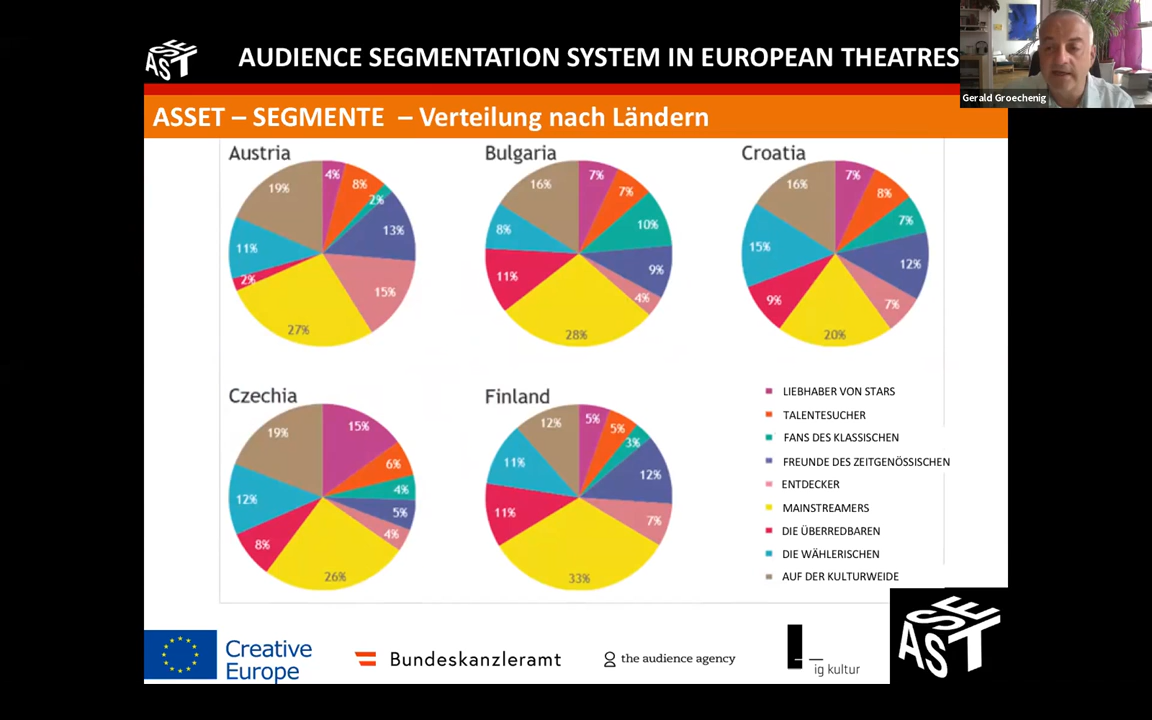 ASSET
AUDIENCE SEGMENTATION SYSTEM IN EUROPEAN THEATRES
Gerald Groechenig
ASSET – SEGMENTE – Verteilung nach Ländern
Austria
4%
8%
2%
13%
15%
27%
2%
11%
19%
Bulgaria
7%
7%
10%
9%
4%
28%
11%
8%
16%
Croatia
7%
8%
7%
12%
7%
20%
9%
15%
16%
Czechia
15%
6%
4%
5%
4%
26%
8%
12%
19%
Finland
5%
5%
3%
12%
7%
33%
11%
11%
12%
LIEBHABER VON STARS
TALENTESUCHER
FANS DES KLASSISCHEN
FREUNDE DES ZEITGENÖSSISCHEN
ENTDECKER
MAINSTREAMERS
DIE ÜBERREDBAREN
DIE WÄHLERISCHEN
AUF DER KULTURWEIDE
Creative
Europe
Bundeskanzleramt
the audience agency
ig kultur
ASSET